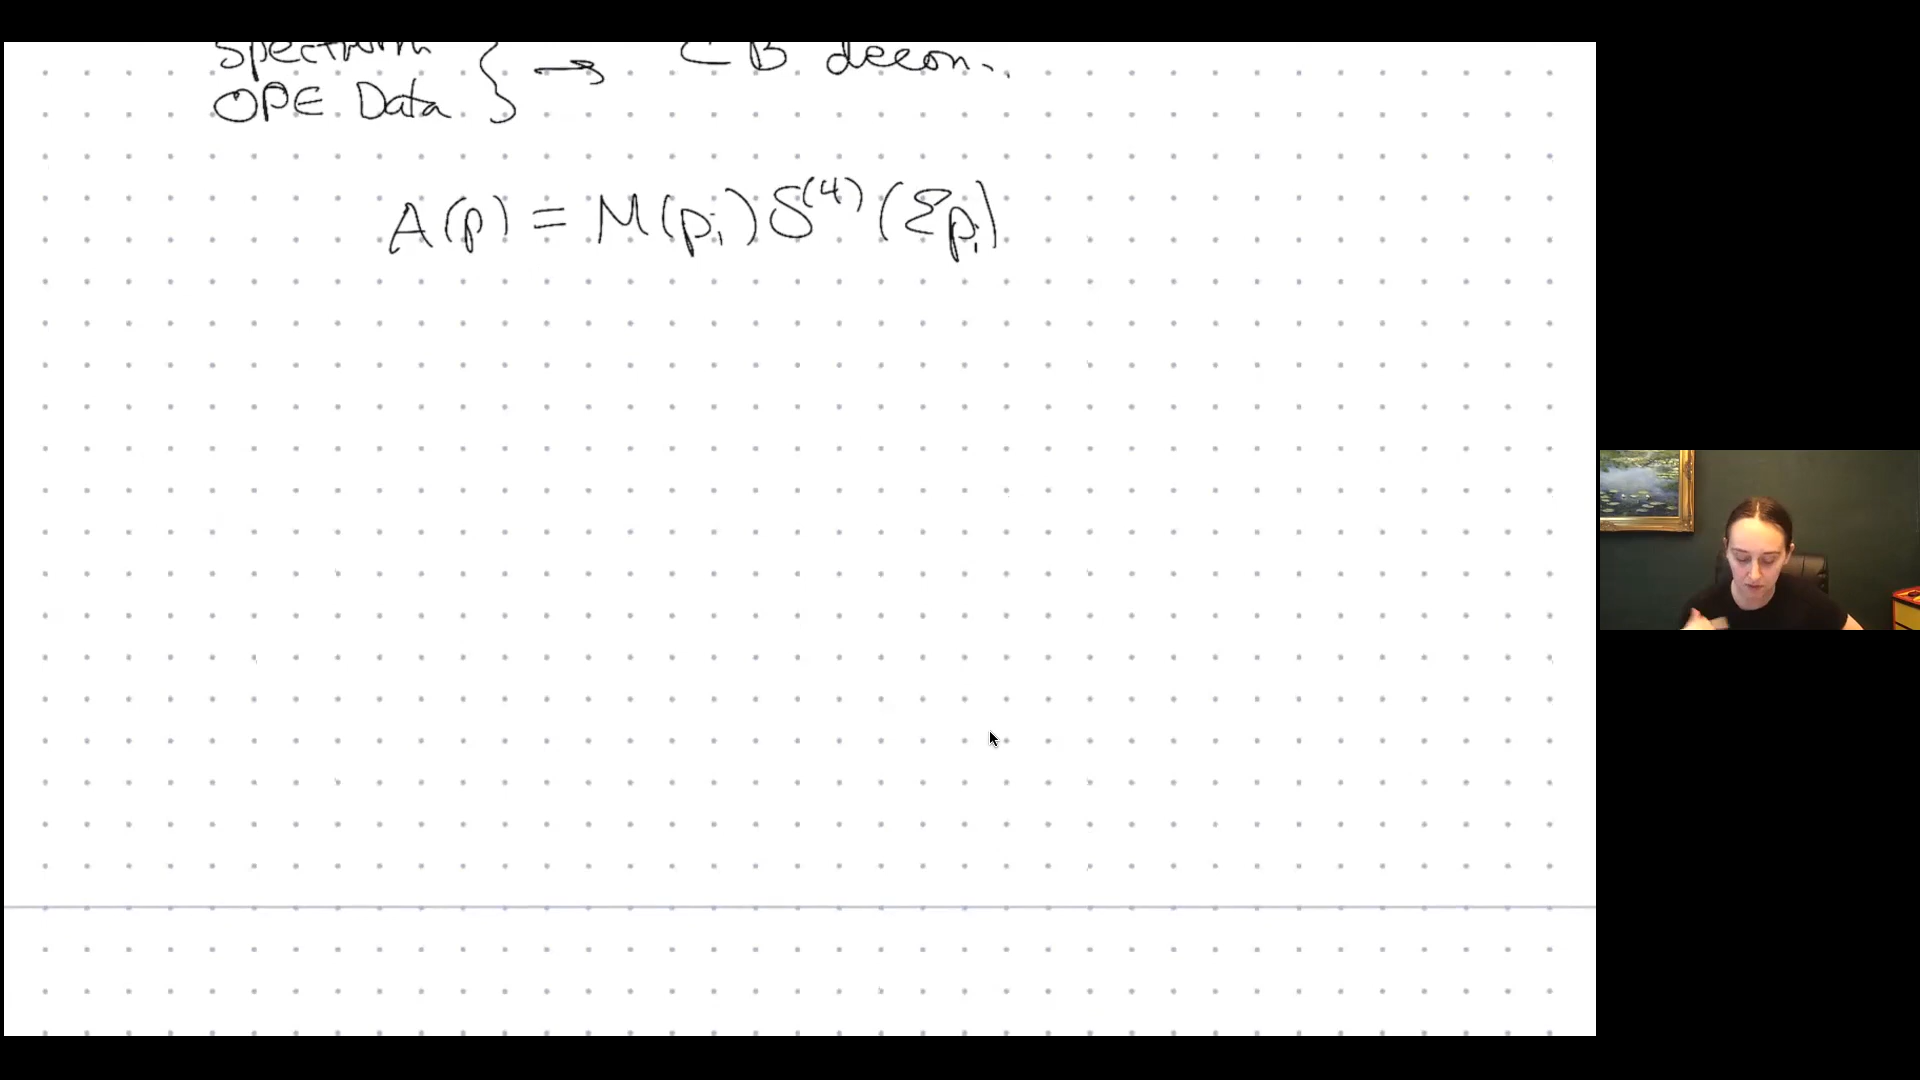 Spectrum } → CB decom..
OPE Data
A(p) = M(pᵢ) δ⁽⁴⁾(Σpᵢ)